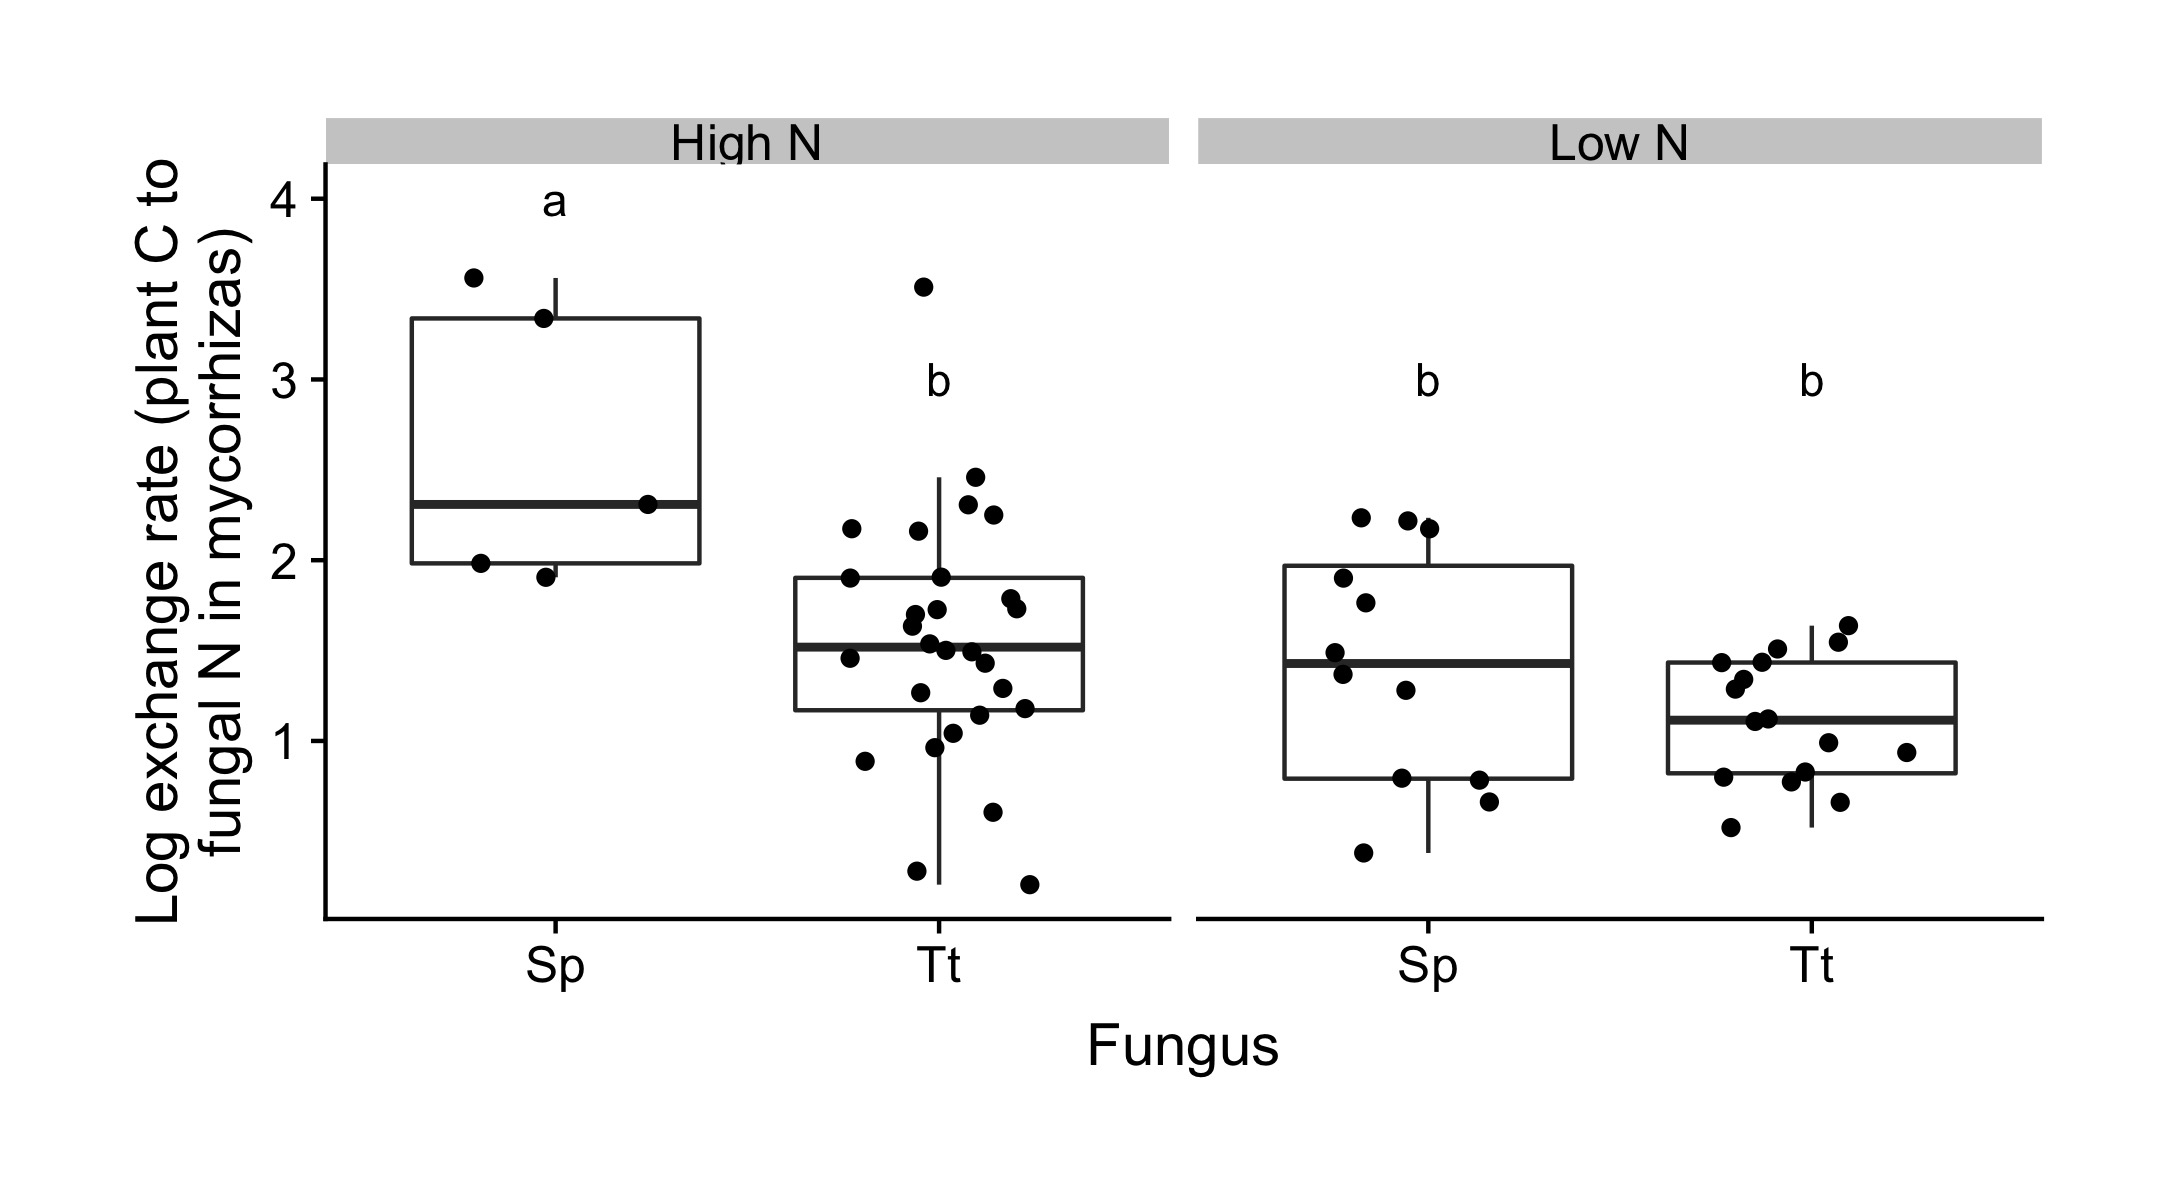 High N
Low N
Log exchange rate (plant C to
fungal N in mycorrhizas)
4
3
2
1
a
b
b
b
Sp
Tt
Sp
Tt
Fungus